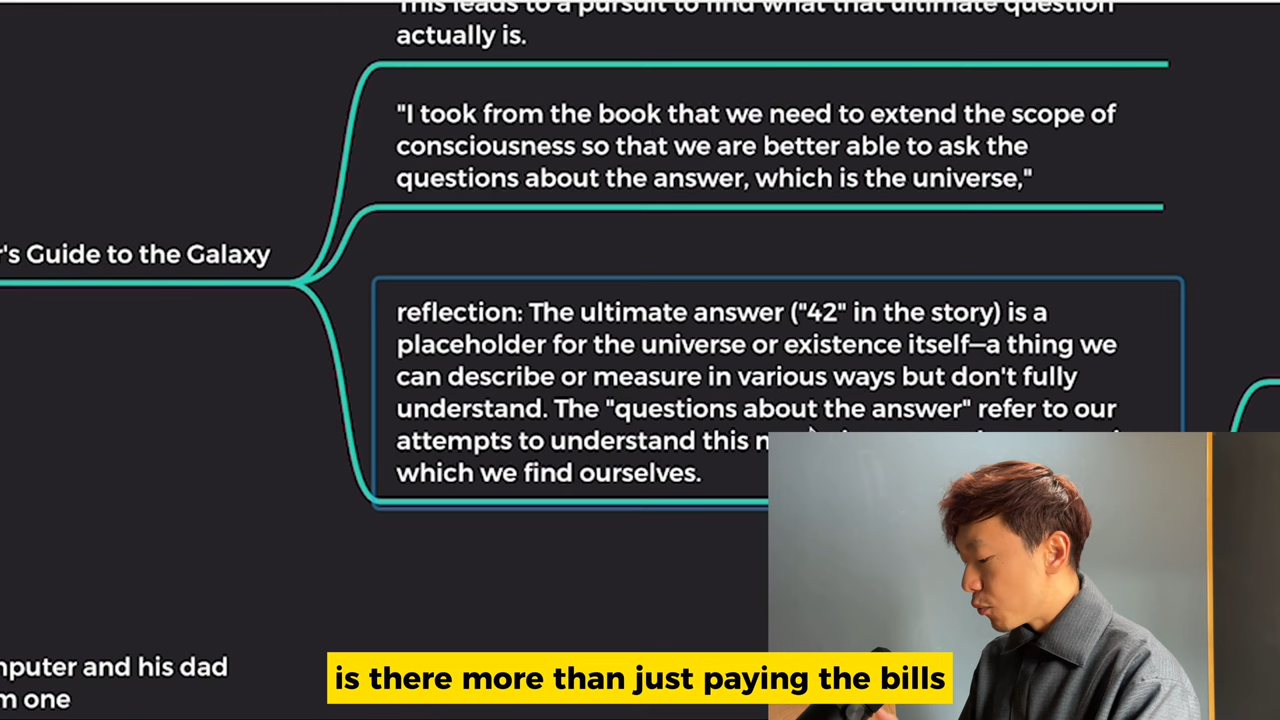 This leads to a pursuit to find what that ultimate question
actually is.
"I took from the book that we need to extend the scope of
consciousness so that we are better able to ask the
questions about the answer, which is the universe,"
r's Guide to the Galaxy
reflection: The ultimate answer ("42" in the story) is a
placeholder for the universe or existence itself—a thing we
can describe or measure in various ways but don't fully
understand. The "questions about the answer" refer to our
attempts to understand this
which we find ourselves.
nputer and his dad
m one
is there more than just paying the bills